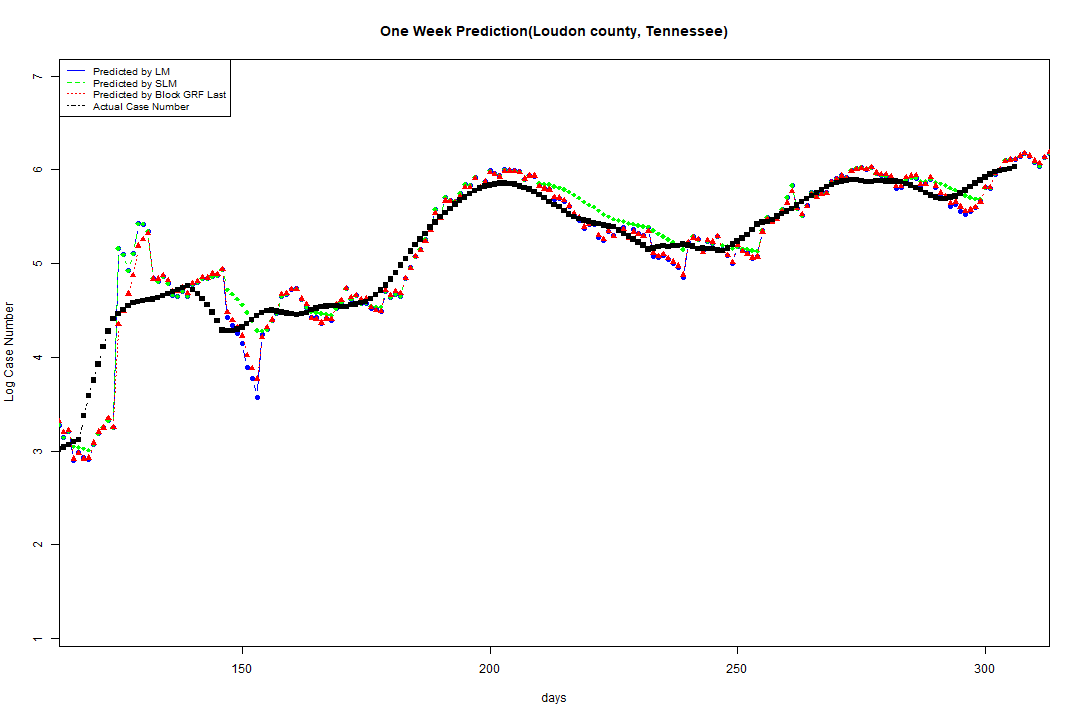 One Week Prediction(Loudon county, Tennessee)
Predicted by LM
Predicted by SLM
Predicted by Block GRF Last
Actual Case Number
7
6
5
4
3
2
1
Log Case Number
150
200
250
300
days